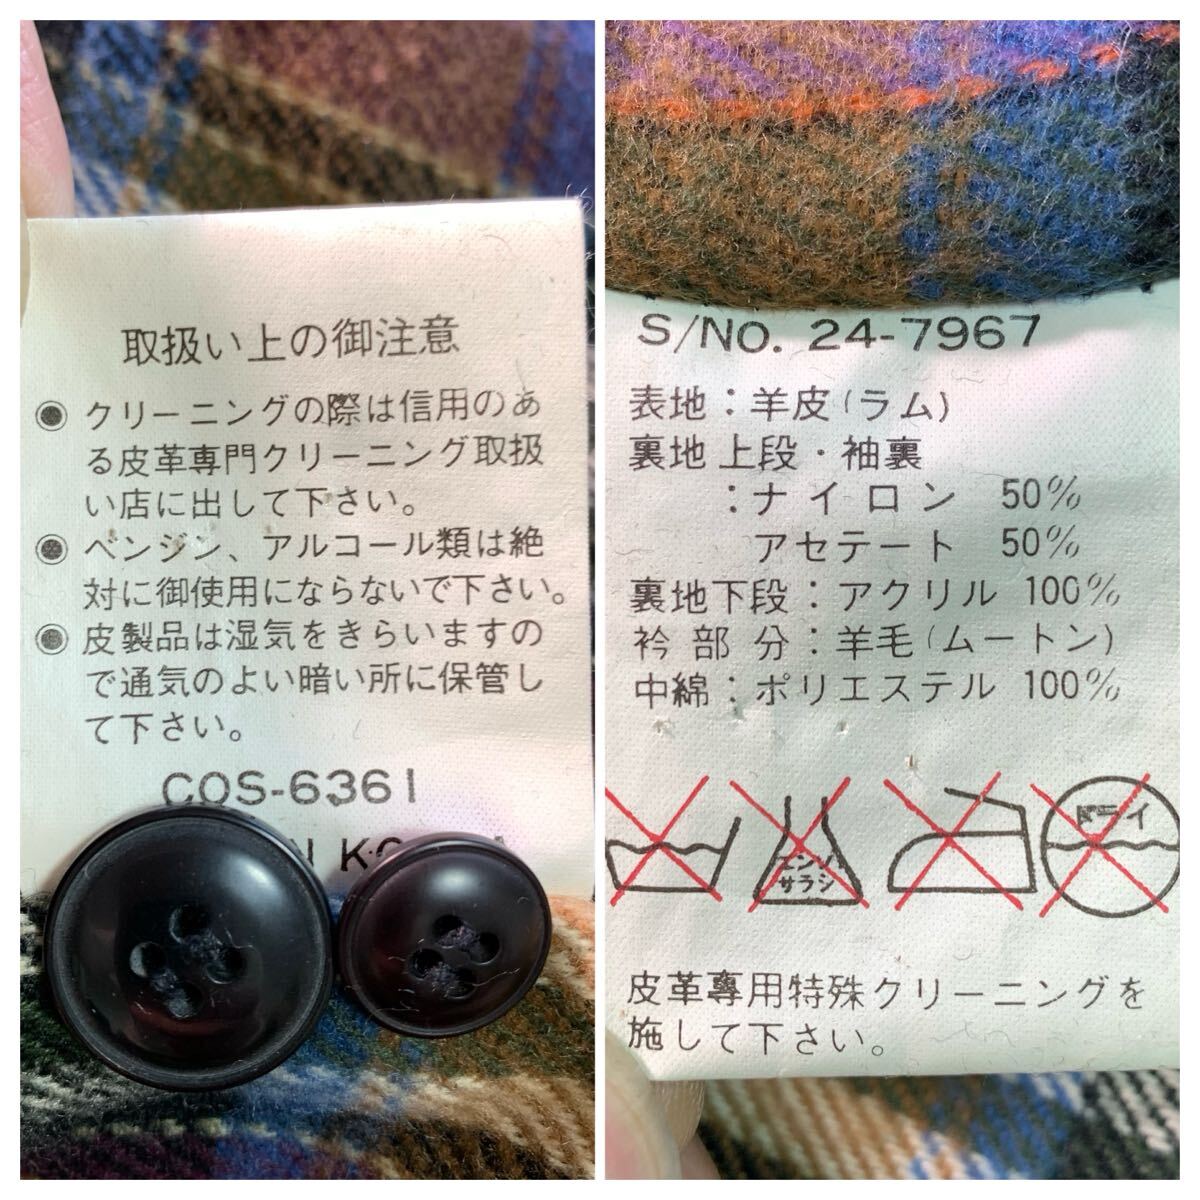 取扱い上の御注意
◉クリーニングの際は信用のあ
る皮革専門クリーニング取扱
い店に出して下さい。
◉ベンジン、アルコール類は絶
対に御使用にならないで下さい。
◉皮製品は湿気をきらいますの
で通気のよい暗い所に保管し
て下さい。
COS-6361
S/NO. 24-7967
表地：羊皮(ラム)
裏地上段・袖裏
：ナイロン 50%
アセテート 50%
裏地下段：アクリル 100%
衿部分：羊毛(ムートン)
中綿：ポリエステル 100%
エンソ
サラシ
ドライ
皮革専用特殊クリーニングを
施して下さい。